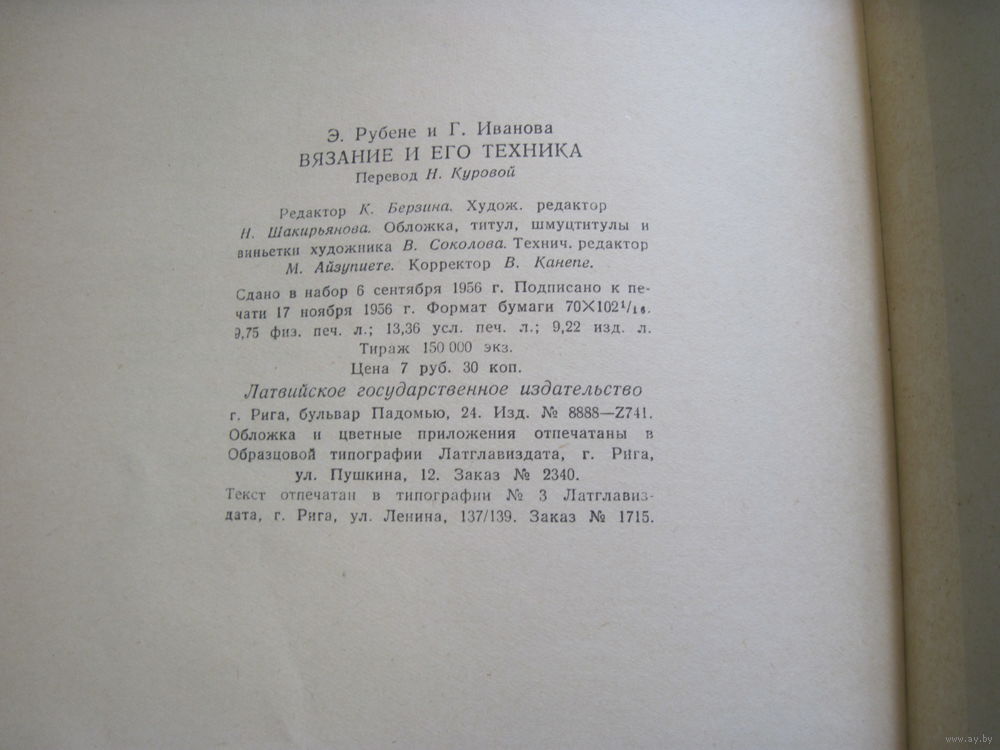 Э. Рубене и Г. Иванова
ВЯЗАНИЕ И ЕГО ТЕХНИКА
Перевод Н. Куровой
Редактор К. Берзина. Худож. редактор
Н. Шакирьянова. Обложка, титул, шмуцтитулы и
виньетки художника В. Соколова. Технич. редактор
М. Айзупиете. Корректор В. Канепе.
Сдано в набор 6 сентября 1956 г. Подписано к пе-
чати 17 ноября 1956 г. Формат бумаги 70×102 1/16.
9,75 физ. печ. л.; 13,36 усл. печ. л.; 9,22 изд. л.
Тираж 150 000 экз.
Цена 7 руб. 30 коп.
Латвийское государственное издательство
г. Рига, бульвар Падомью, 24. Изд. № 8888—Z741.
Обложка и цветные приложения отпечатаны в
Образцовой типографии Латглавиздата, г. Рига,
ул. Пушкина, 12. Заказ № 2340.
Текст отпечатан в типографии № 3 Латглавиз-
дата, г. Рига, ул. Ленина, 137/139. Заказ № 1715.
www.ay.by